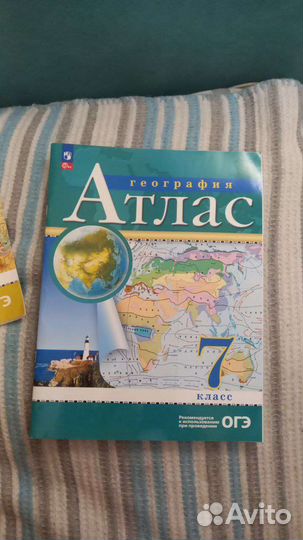 география
Атлас
7
класс
Рекомендуется
к использованию
при проведении
ОГЭ
Э
Avito